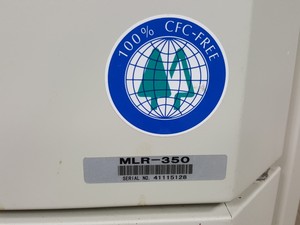 100% CFC-FREE
MLR-350
SERIAL NO. 41115128